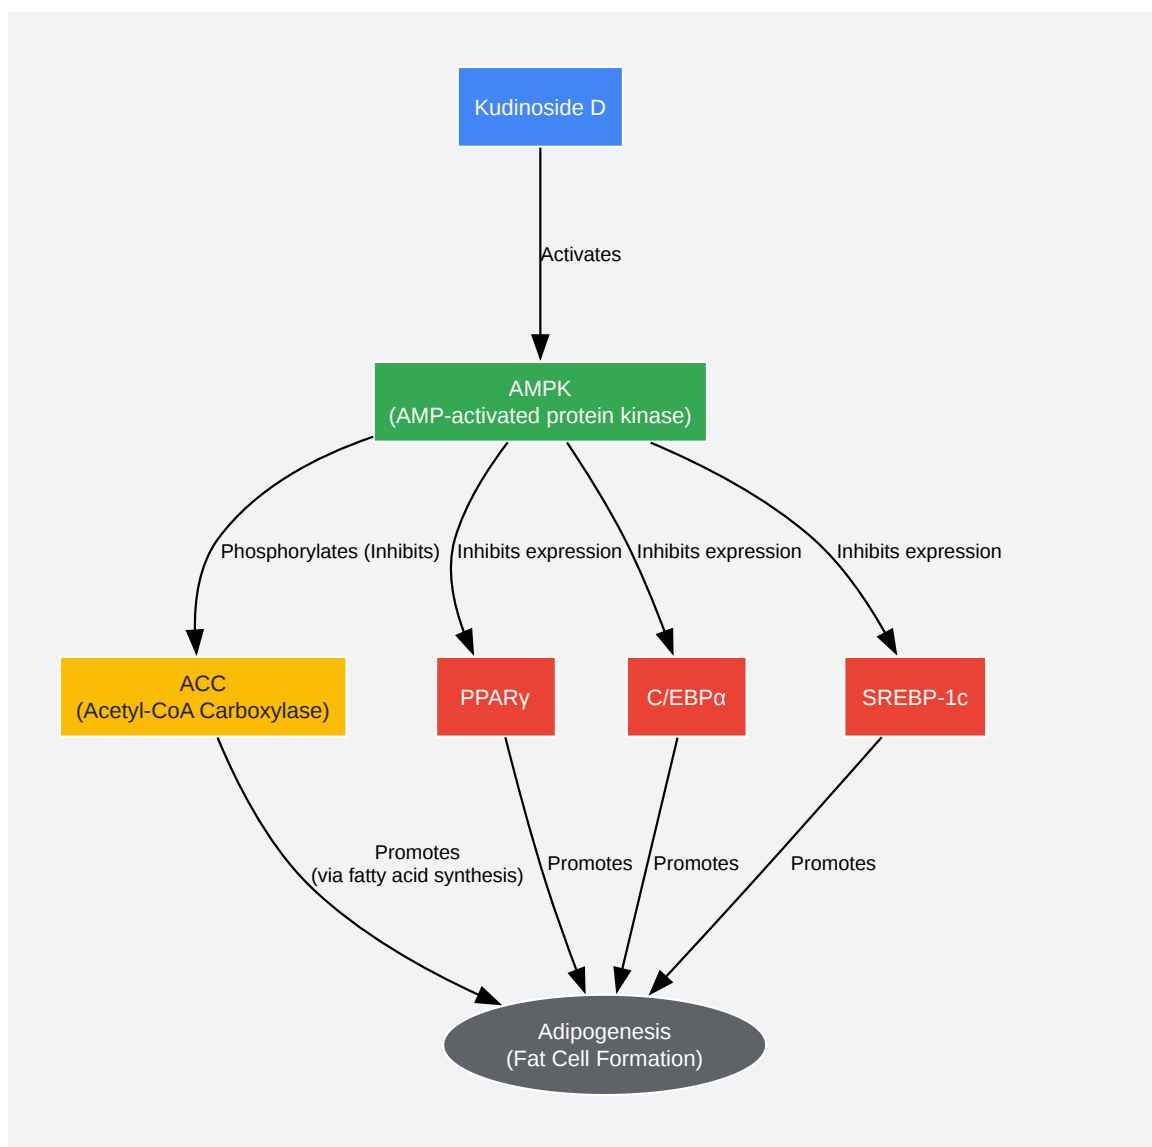 Kudinoside D
Activates
AMPK
(AMP-activated protein kinase)
Phosphorylates (Inhibits)
Inhibits expression
Inhibits expression
Inhibits expression
ACC
(Acetyl-CoA Carboxylase)
PPARγ
C/EBPα
SREBP-1c
Promotes
(via fatty acid synthesis)
Promotes
Promotes
Promotes
Adipogenesis
(Fat Cell Formation)